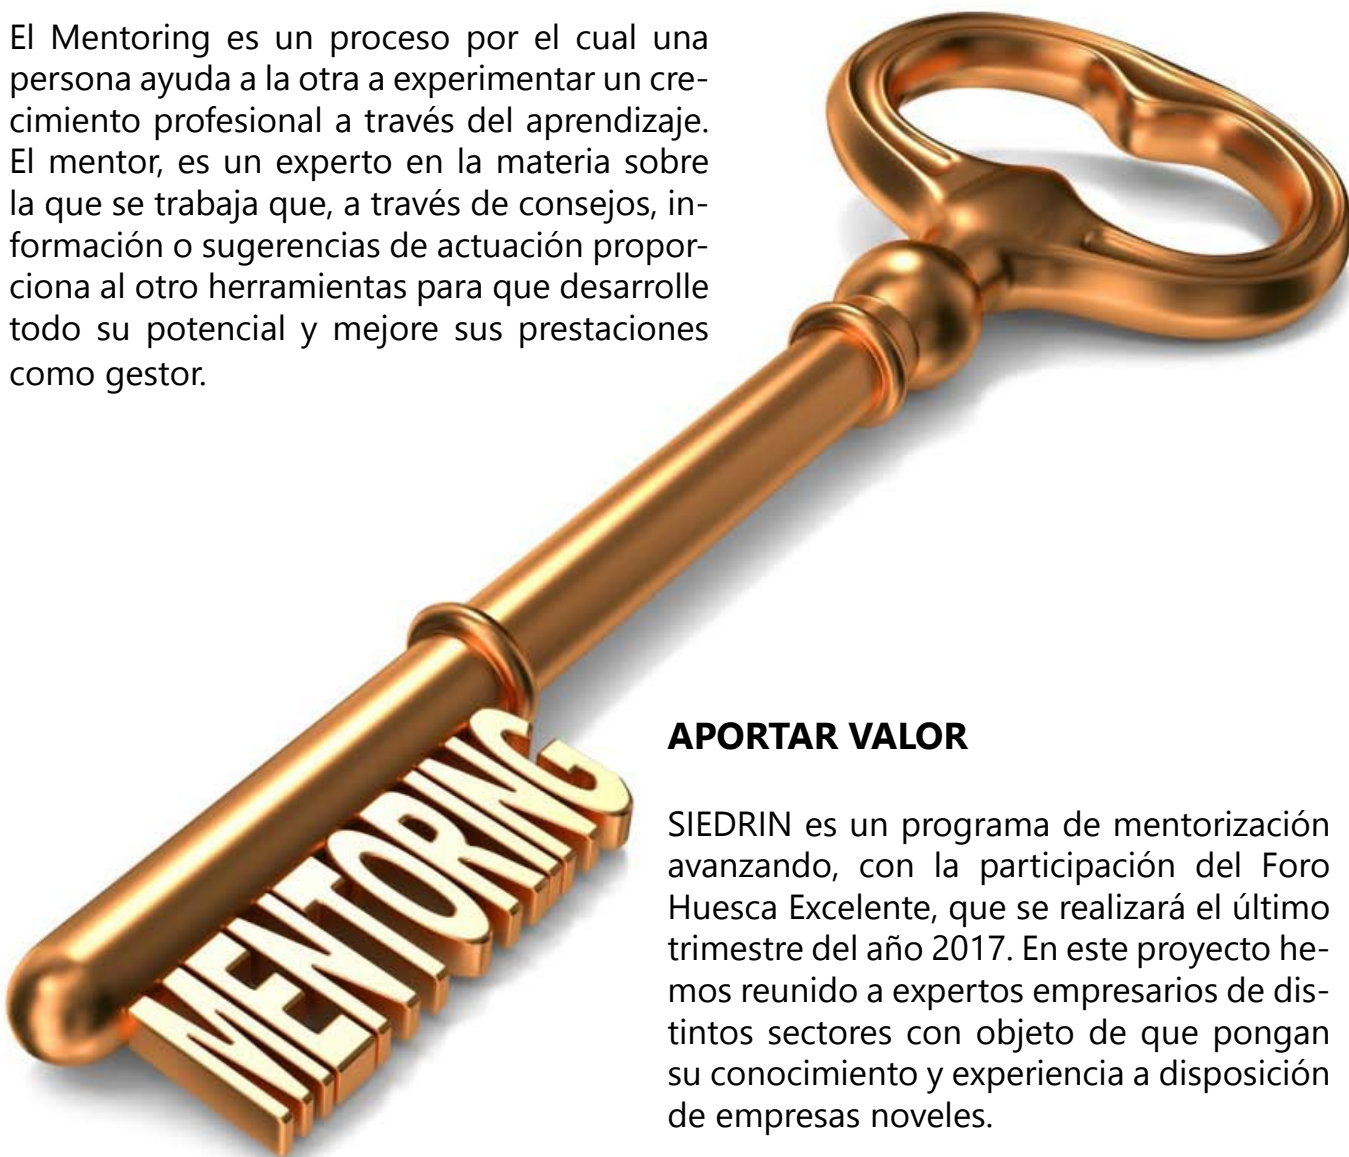 El Mentoring es un proceso por el cual una
persona ayuda a la otra a experimentar un cre-
cimiento profesional a través del aprendizaje.
El mentor, es un experto en la materia sobre
la que se trabaja que, a través de consejos, in-
formación o sugerencias de actuación propor-
ciona al otro herramientas para que desarrolle
todo su potencial y mejore sus prestaciones
como gestor.
MENTORING
APORTAR VALOR
SIEDRIN es un programa de mentorización
avanzando, con la participación del Foro
Huesca Excelente, que se realizará el último
trimestre del año 2017. En este proyecto he-
mos reunido a expertos empresarios de dis-
tintos sectores con objeto de que pongan
su conocimiento y experiencia a disposición
de empresas noveles.